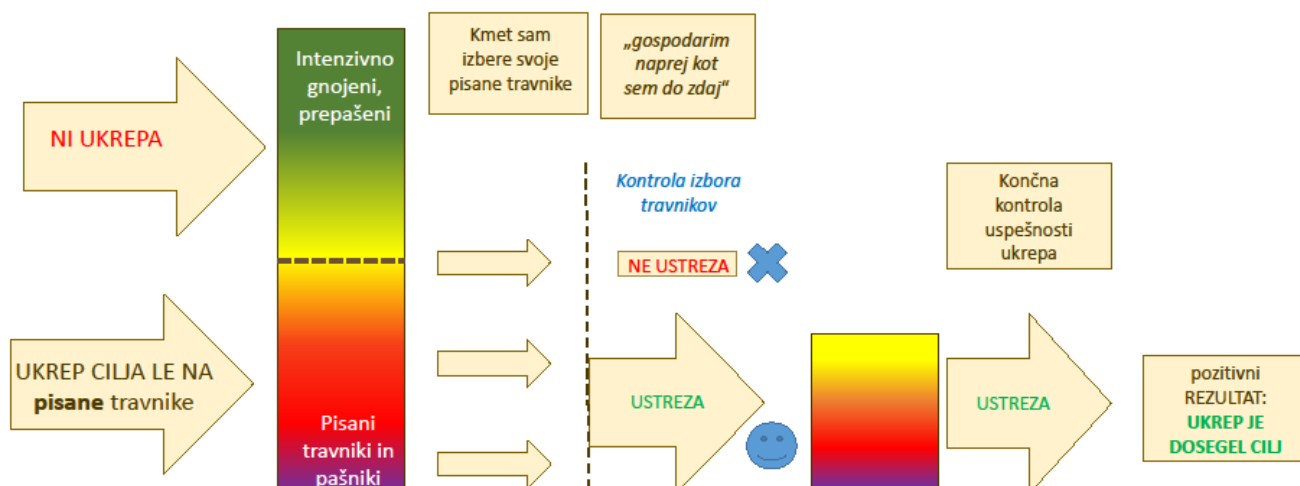 NI UKREPA
UKREP CILJA LE NA
pisane travnike
Intenzivno
gnojeni,
prepašeni
Pisani
travniki in
pašniki
Kmet sam
izbere svoje
pisane travnike
„gospodarim
naprej kot
sem do zdaj“
Kontrola izbora
travnikov
NE USTREZA
USTREZA
Končna
kontrola
uspešnosti
ukrepa
USTREZA
pozitivni
REZULTAT:
UKREP JE
DOSEGEL CILJ